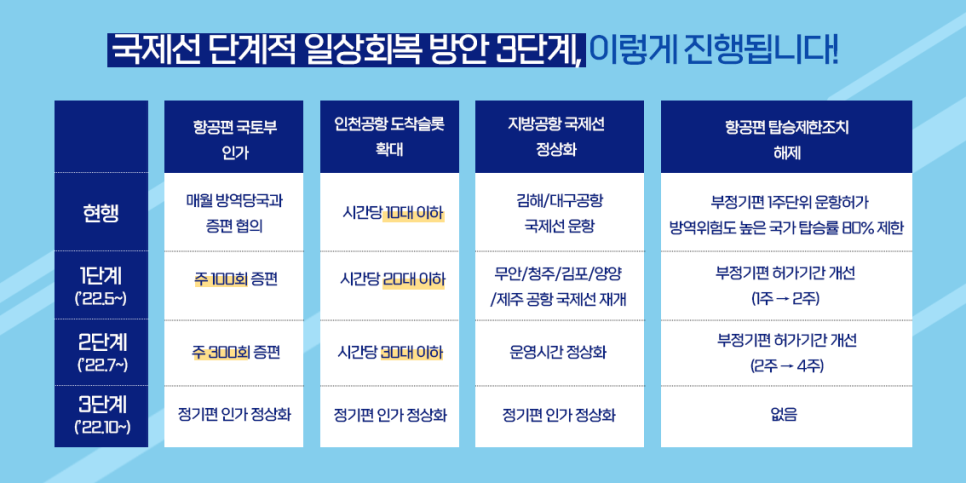 국제선 단계적 일상회복 방안 3단계, 이렇게 진행됩니다!
항공편 국토부
인가
인천공항 도착슬롯
확대
지방공항 국제선
정상화
항공편 탑승제한조치
해제
현행
매월 방역당국과
증편 협의
시간당 10대 이하
김해/대구공항
국제선 운항
부정기편 1주단위 운항허가
방역위험도 높은 국가 탑승률 80% 제한
1단계
('22.5~)
주 100회 증편
시간당 20대 이하
무안/청주/김포/양양
/제주 공항 국제선 재개
부정기편 허가기간 개선
(1주 → 2주)
2단계
('22.7~)
주 300회 증편
시간당 30대 이하
운영시간 정상화
부정기편 허가기간 개선
(2주 → 4주)
3단계
('22.10~)
정기편 인가 정상화
정기편 인가 정상화
정기편 인가 정상화
없음